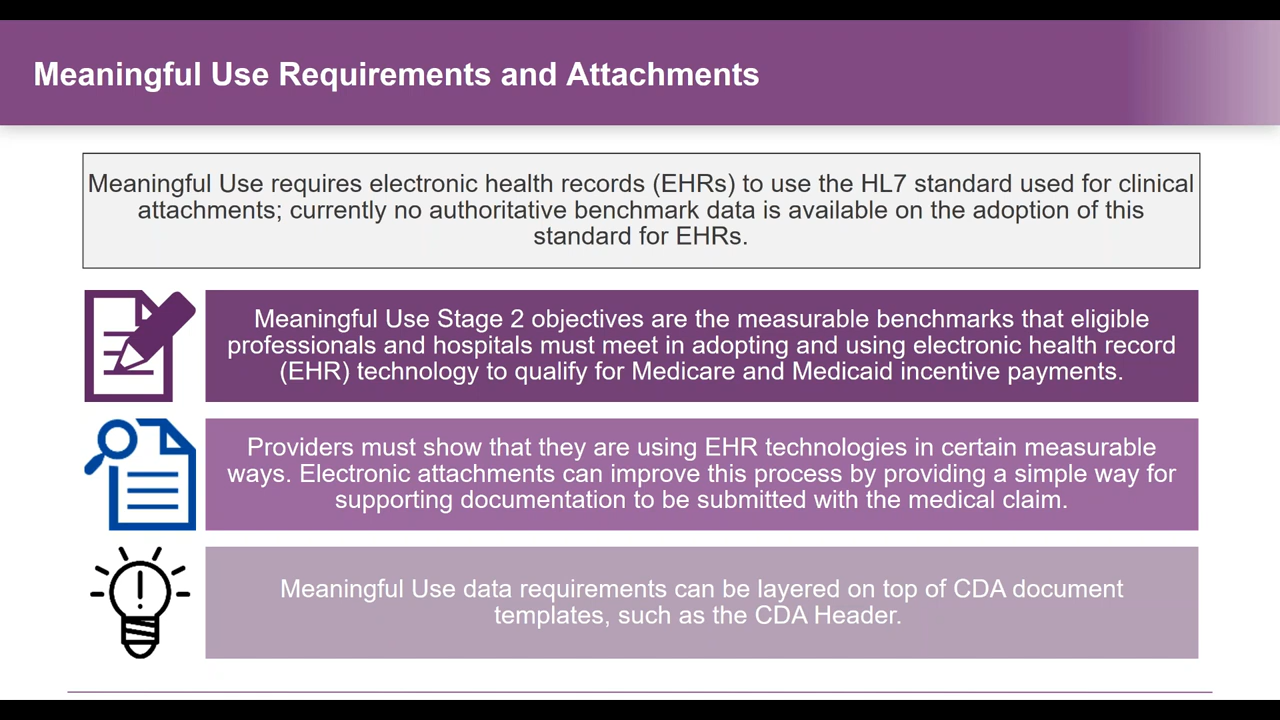 Meaningful Use Requirements and Attachments
Meaningful Use requires electronic health records (EHRs) to use the HL7 standard used for clinical
attachments; currently no authoritative benchmark data is available on the adoption of this
standard for EHRs.
Meaningful Use Stage 2 objectives are the measurable benchmarks that eligible
professionals and hospitals must meet in adopting and using electronic health record
(EHR) technology to qualify for Medicare and Medicaid incentive payments.
Providers must show that they are using EHR technologies in certain measurable
ways. Electronic attachments can improve this process by providing a simple way for
supporting documentation to be submitted with the medical claim.
Meaningful Use data requirements can be layered on top of CDA document
templates, such as the CDA Header.